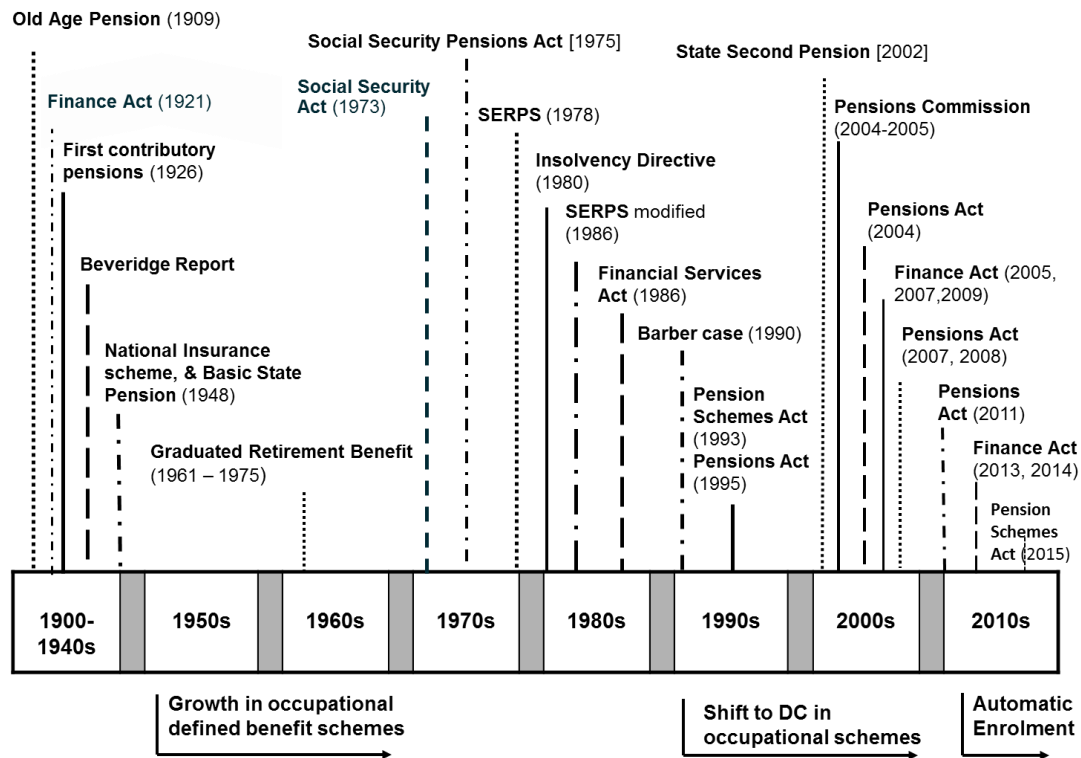 Old Age Pension (1909)
Social Security Pensions Act [1975]
State Second Pension [2002]
Finance Act (1921)
Social Security
Act (1973)
SERPS (1978)
Pensions Commission
(2004-2005)
First contributory
pensions (1926)
Insolvency Directive
(1980)
SERPS modified
(1986)
Pensions Act
(2004)
Beveridge Report
Financial Services
Act (1986)
Finance Act (2005,
2007,2009)
Barber case (1990)
Pensions Act
(2007, 2008)
National Insurance
scheme, & Basic State
Pension (1948)
Pension
Schemes Act
(1993)
Pensions Act
(1995)
Pensions
Act (2011)
Graduated Retirement Benefit
(1961 – 1975)
Finance Act
(2013, 2014)
Pension
Schemes
Act (2015)
1900-
1940s
1950s
1960s
1970s
1980s
1990s
2000s
2010s
Growth in occupational
defined benefit schemes
Shift to DC in
occupational schemes
Automatic
Enrolment